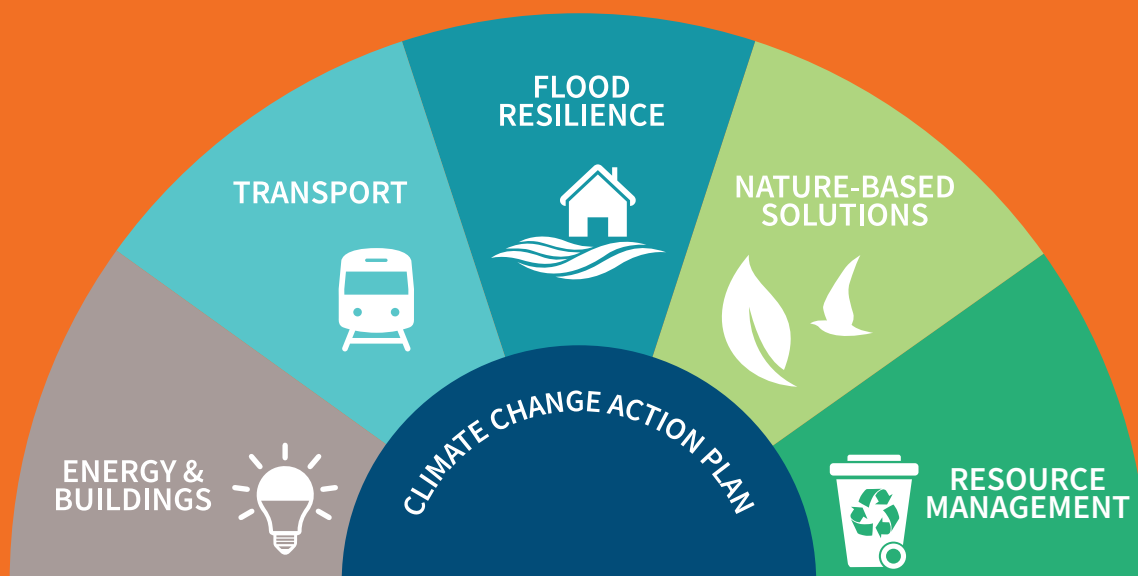 FLOOD
RESILIENCE
TRANSPORT
NATURE-BASED
SOLUTIONS
ENERGY &
BUILDINGS
CLIMATE CHANGE ACTION PLAN
RESOURCE
MANAGEMENT